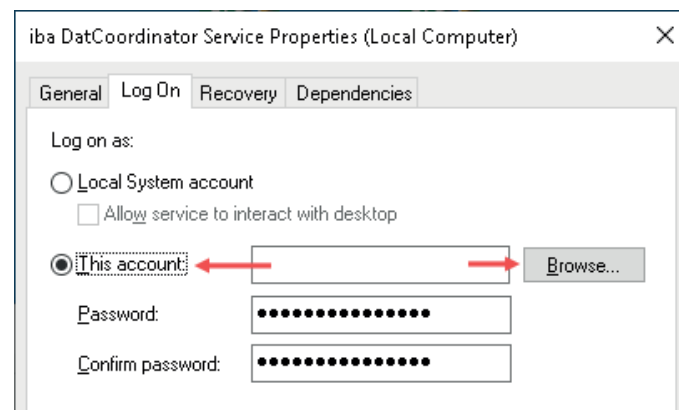 iba DatCoordinator Service Properties (Local Computer)
General Log On Recovery Dependencies
Log on as:
Local System account
Allow service to interact with desktop
This account: Browse...
Password: ●●●●●●●●●●●●●●●
Confirm password: ●●●●●●●●●●●●●●●